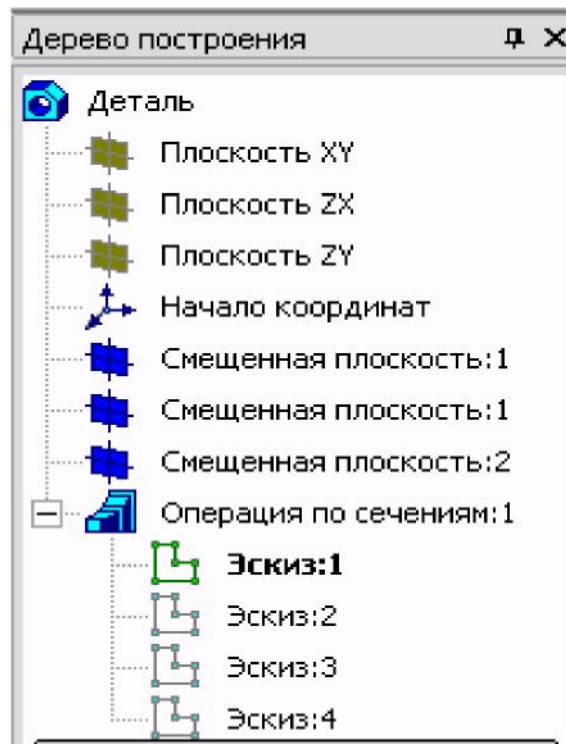 Дерево построения
Деталь
Плоскость XY
Плоскость ZX
Плоскость ZY
Начало координат
Смещенная плоскость:1
Смещенная плоскость:1
Смещенная плоскость:2
Операция по сечениям:1
Эскиз:1
Эскиз:2
Эскиз:3
Эскиз:4